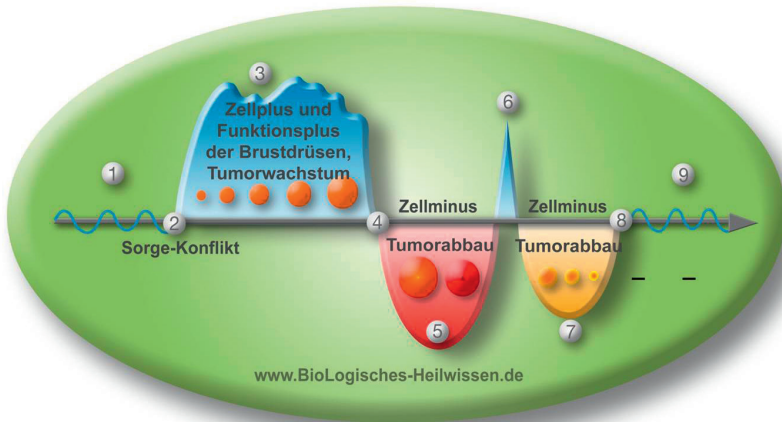 3
Zellplus und
Funktionsplus
der Brustdrüsen,
Tumorwachstum
6
1
9
2
4
Zellminus
Zellminus
8
Sorge-Konflikt
Tumorabbau
Tumorabbau
– –
5
7
www.BioLogisches-Heilwissen.de